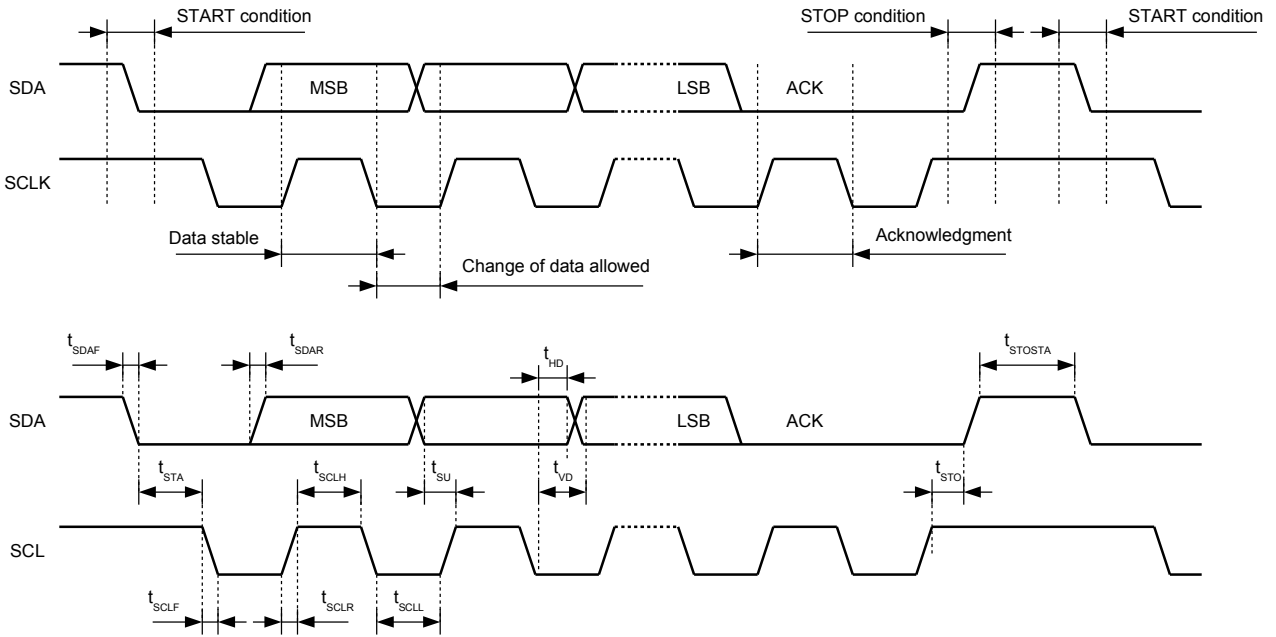 START condition
STOP condition
START condition
SDA
MSB
LSB
ACK
SCLK
Data stable
Acknowledgment
Change of data allowed
tSDAF
tSDAR
tHD
tSTOSTA
SDA
MSB
LSB
ACK
tSTA
tSCLH
tSU
tVD
tSTO
SCL
tSCLF
tSCLR
tSCLL